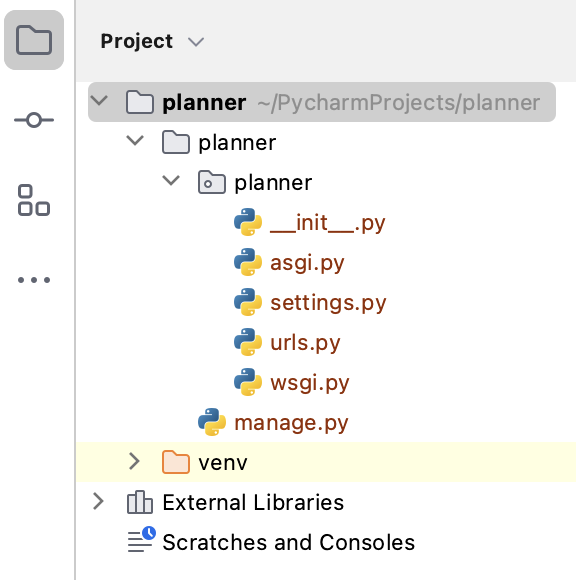 Project
planner ~/PycharmProjects/planner
planner
planner
__init__.py
asgi.py
settings.py
urls.py
wsgi.py
manage.py
venv
External Libraries
Scratches and Consoles